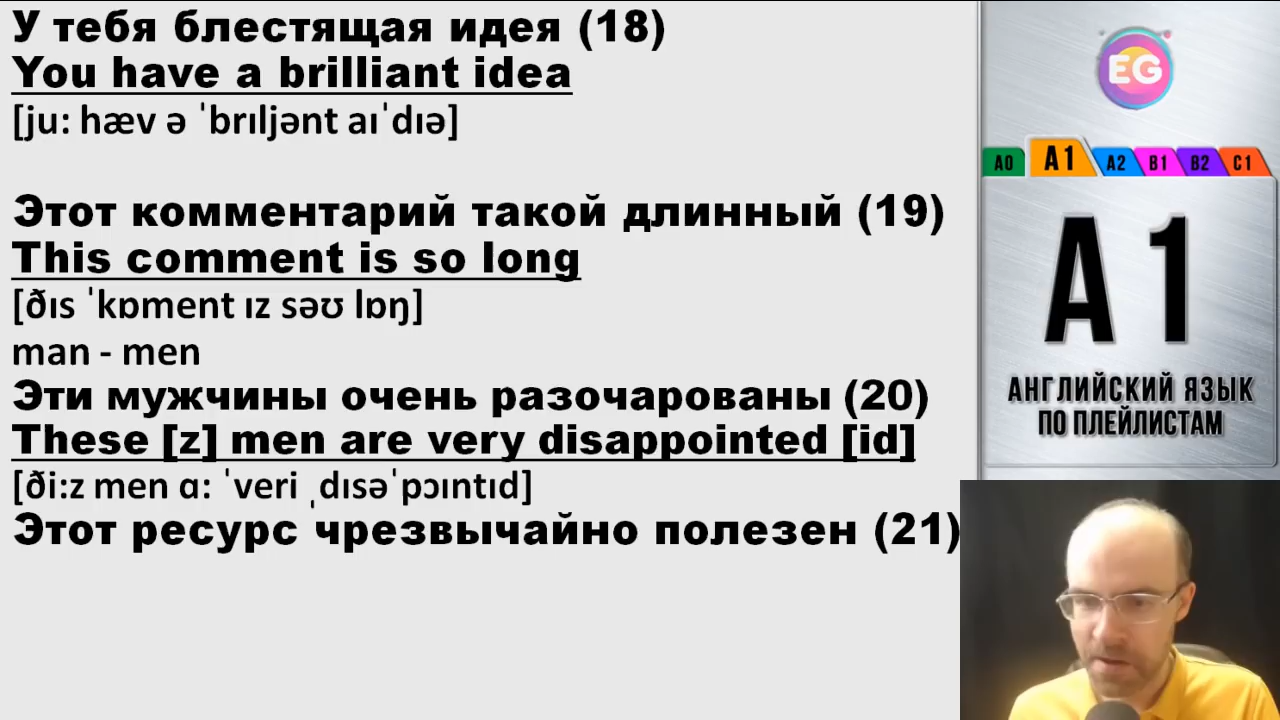 У тебя блестящая идея (18)
You have a brilliant idea
[ju: hæv ə ˈbrɪljənt aɪˈdɪə]
Этот комментарий такой длинный (19)
This comment is so long
[ðɪs ˈkɒment ɪz səʊ lɒŋ]
man - men
Эти мужчины очень разочарованы (20)
These [z] men are very disappointed [id]
[ði:z men ɑ: ˈveri ˌdɪsəˈpɔɪntɪd]
Этот ресурс чрезвычайно полезен (21)
EG
A0 A1 A2 B1 B2 C1
A 1
АНГЛИЙСКИЙ ЯЗЫК
ПО ПЛЕЙЛИСТАМ